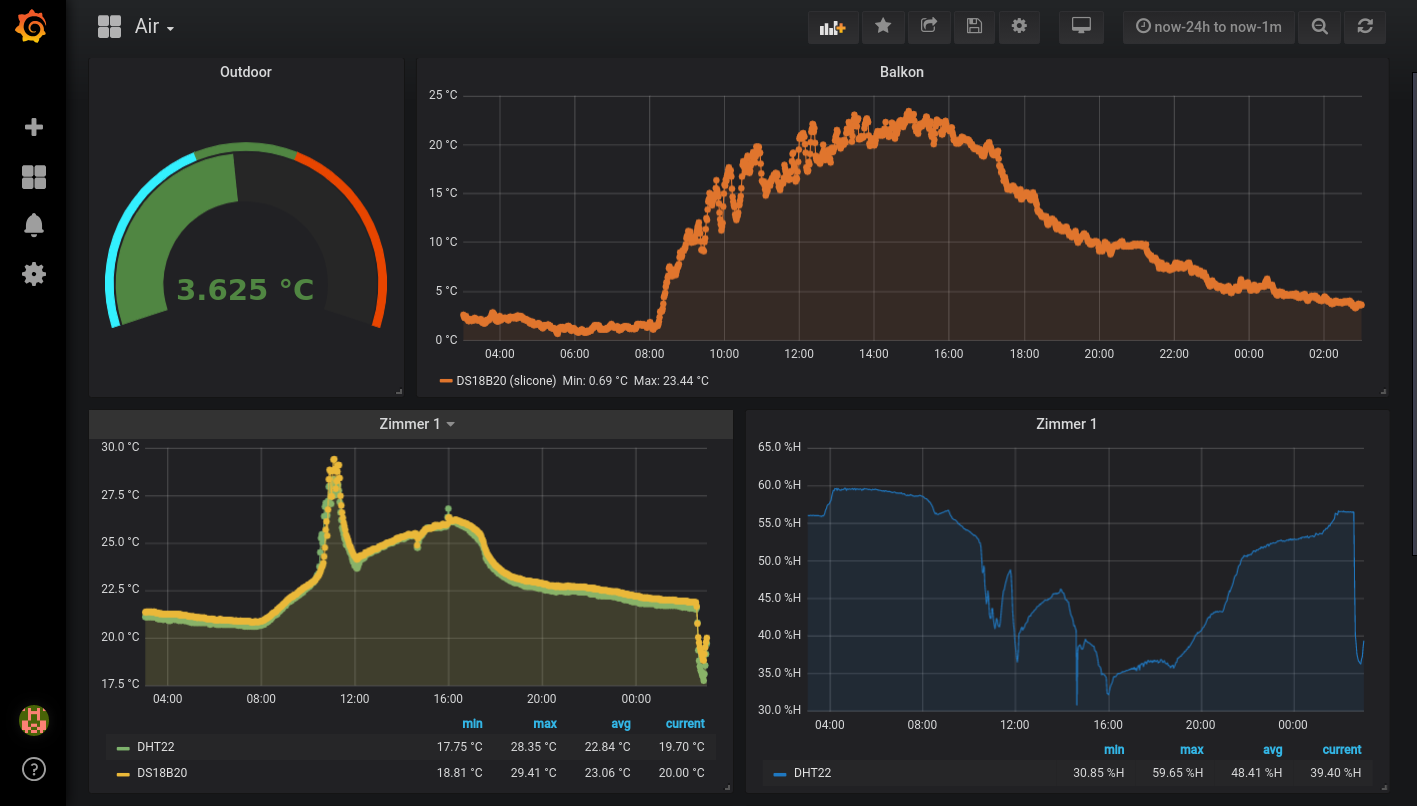 Air
now-24h to now-1m
Outdoor
3.625 °C
Balkon
25 °C
20 °C
15 °C
10 °C
5 °C
0 °C
04:00 06:00 08:00 10:00 12:00 14:00 16:00 18:00 20:00 22:00 00:00 02:00
DS18B20 (slicone) Min: 0.69 °C Max: 23.44 °C
Zimmer 1
30.0 °C
27.5 °C
25.0 °C
22.5 °C
20.0 °C
17.5 °C
04:00 08:00 12:00 16:00 20:00 00:00
min max avg current
DHT22 17.75 °C 28.35 °C 22.84 °C 19.70 °C
DS18B20 18.81 °C 29.41 °C 23.06 °C 20.00 °C
Zimmer 1
65.0 %H
60.0 %H
55.0 %H
50.0 %H
45.0 %H
40.0 %H
35.0 %H
30.0 %H
04:00 08:00 12:00 16:00 20:00 00:00
min max avg current
DHT22 30.85 %H 59.65 %H 48.41 %H 39.40 %H